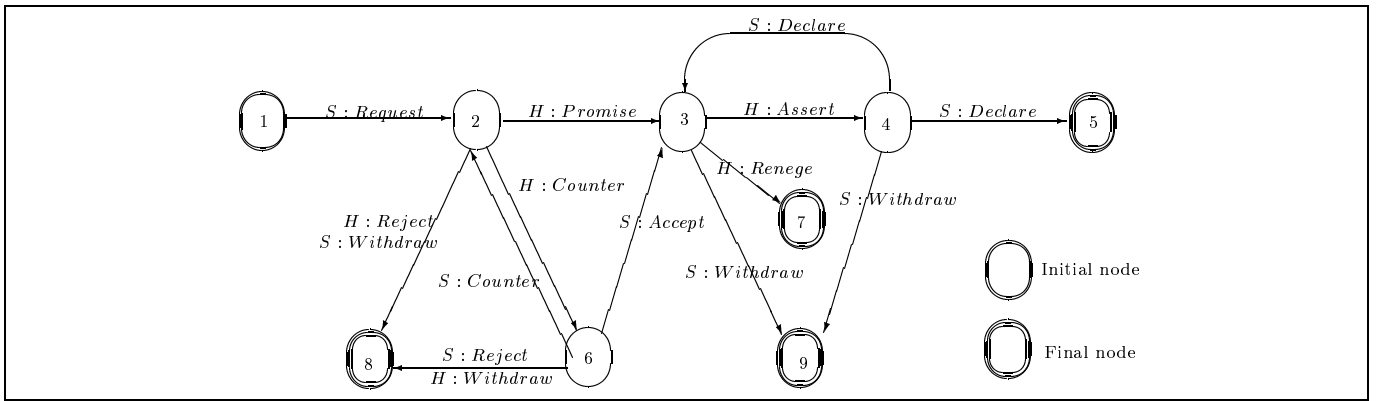 S : Declare
S : Request
H : Promise
H : Assert
S : Declare
1
2
3
4
5
H : Renege
H : Counter
S : Withdraw
H : Reject
S : Accept
7
S : Withdraw
S : Withdraw
S : Counter
Initial node
S : Reject
6
8
9
H : Withdraw
Final node